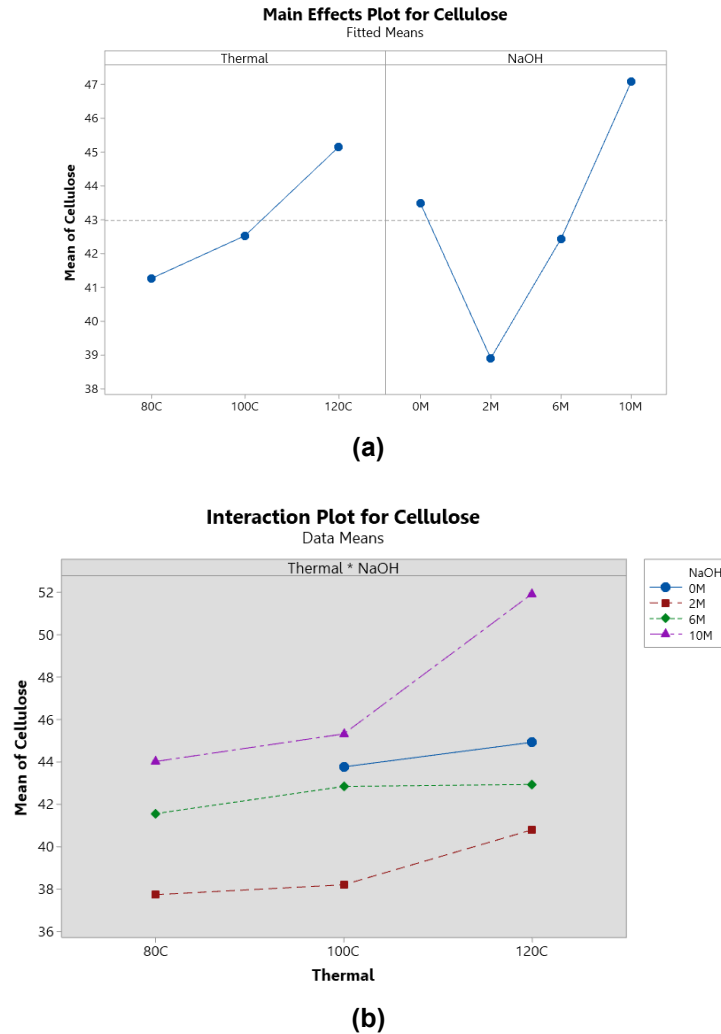 Main Effects Plot for Cellulose
Fitted Means
Thermal NaOH
Mean of Cellulose
47
46
45
44
43
42
41
40
39
38
80C 100C 120C 0M 2M 6M 10M
(a)
Interaction Plot for Cellulose
Data Means
Thermal * NaOH
Mean of Cellulose
52
50
48
46
44
42
40
38
36
80C 100C 120C
Thermal
NaOH
0M
2M
6M
10M
(b)